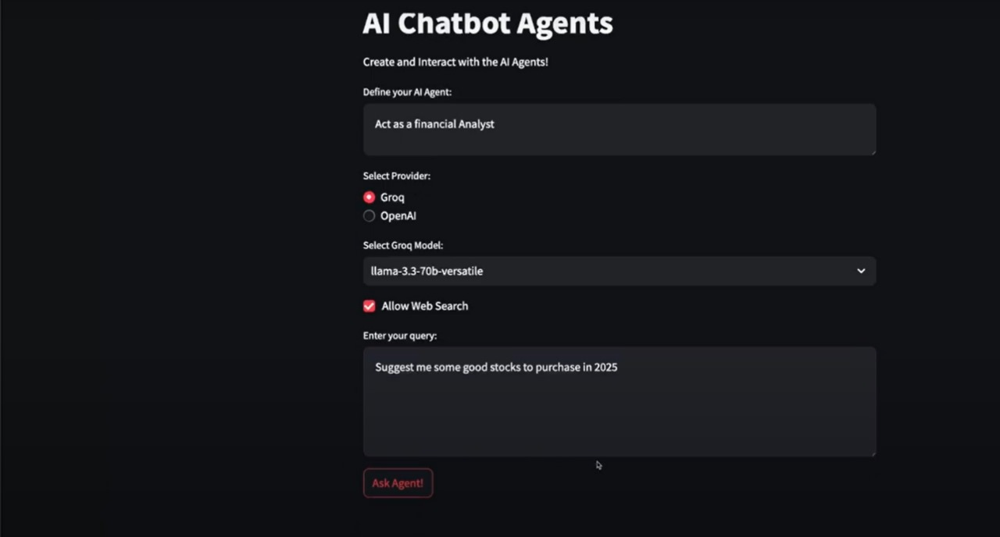 AI Chatbot Agents
Create and Interact with the AI Agents!
Define your AI Agent:
Act as a financial Analyst
Select Provider:
Groq
OpenAI
Select Groq Model:
llama-3.3-70b-versatile
Allow Web Search
Enter your query:
Suggest me some good stocks to purchase in 2025
Ask Agent!